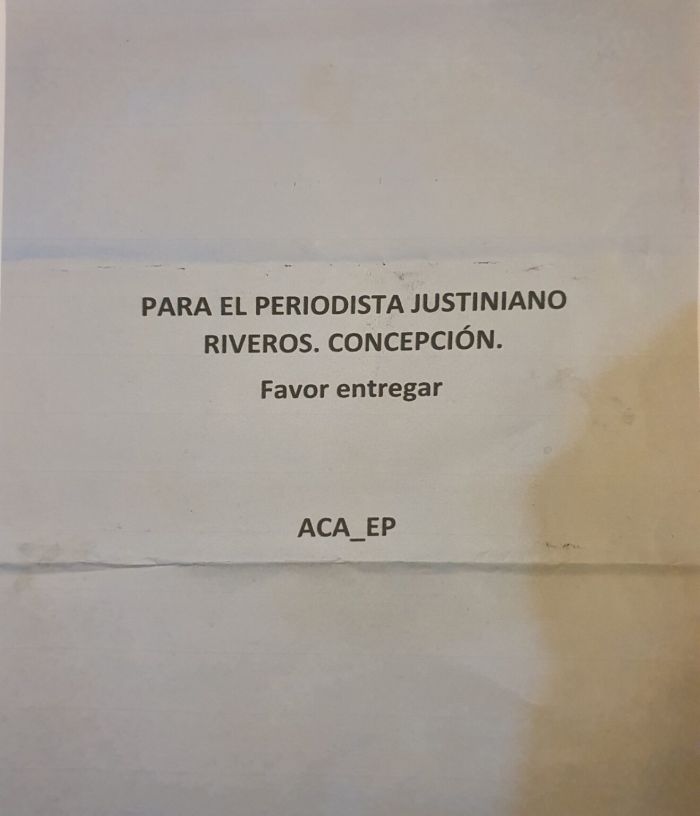 PARA EL PERIODISTA JUSTINIANO
RIVEROS. CONCEPCIÓN.
Favor entregar
ACA_EP